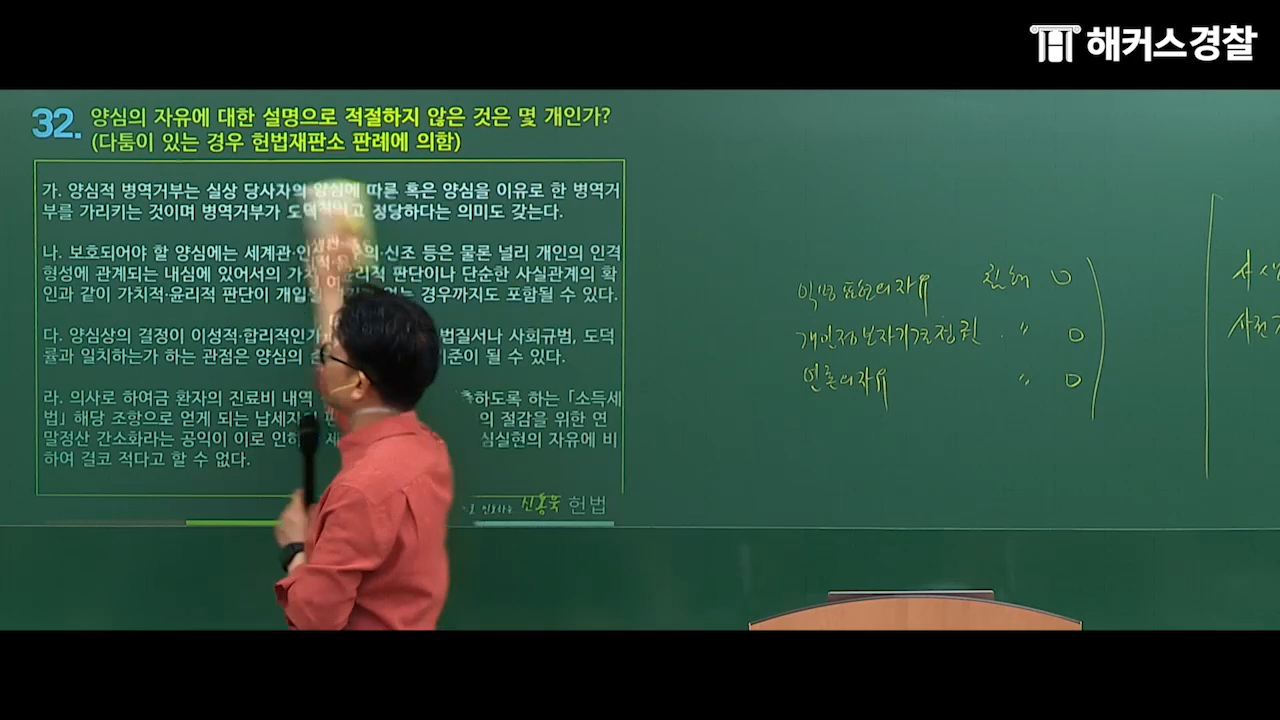 해커스경찰
32. 양심의 자유에 대한 설명으로 적절하지 않은 것은 몇 개인가?
(다툼이 있는 경우 헌법재판소 판례에 의함)
가. 양심적 병역거부는 실상 당사자의 양심에 따른 혹은 양심을 이유로 한 병역거
부를 가리키는 것이며 병역거부가 도덕적이고 정당하다는 의미도 갖는다.
나. 보호되어야 할 양심에는 세계관·인생관·주의·신조 등은 물론 널리 개인의 인격
형성에 관계되는 내심에 있어서의 가치적·윤리적 판단이나 단순한 사실관계의 확
인과 같이 가치적·윤리적 판단이 개입될 없는 경우까지도 포함될 수 있다.
다. 양심상의 결정이 이성적·합리적인가 법질서나 사회규범, 도덕
률과 일치하는가 하는 관점은 양심의 기준이 될 수 있다.
라. 의사로 하여금 환자의 진료비 내역 하도록 하는 「소득세
법」 해당 조항으로 얻게 되는 납세자의 편 의 절감을 위한 연
말정산 간소화라는 공익이 이로 인하 심실현의 자유에 비
하여 결코 적다고 할 수 없다.
신동욱 헌법
익명표현의자유 침해 O
개인정보자기결정권 〃 O
언론의자유 〃 O